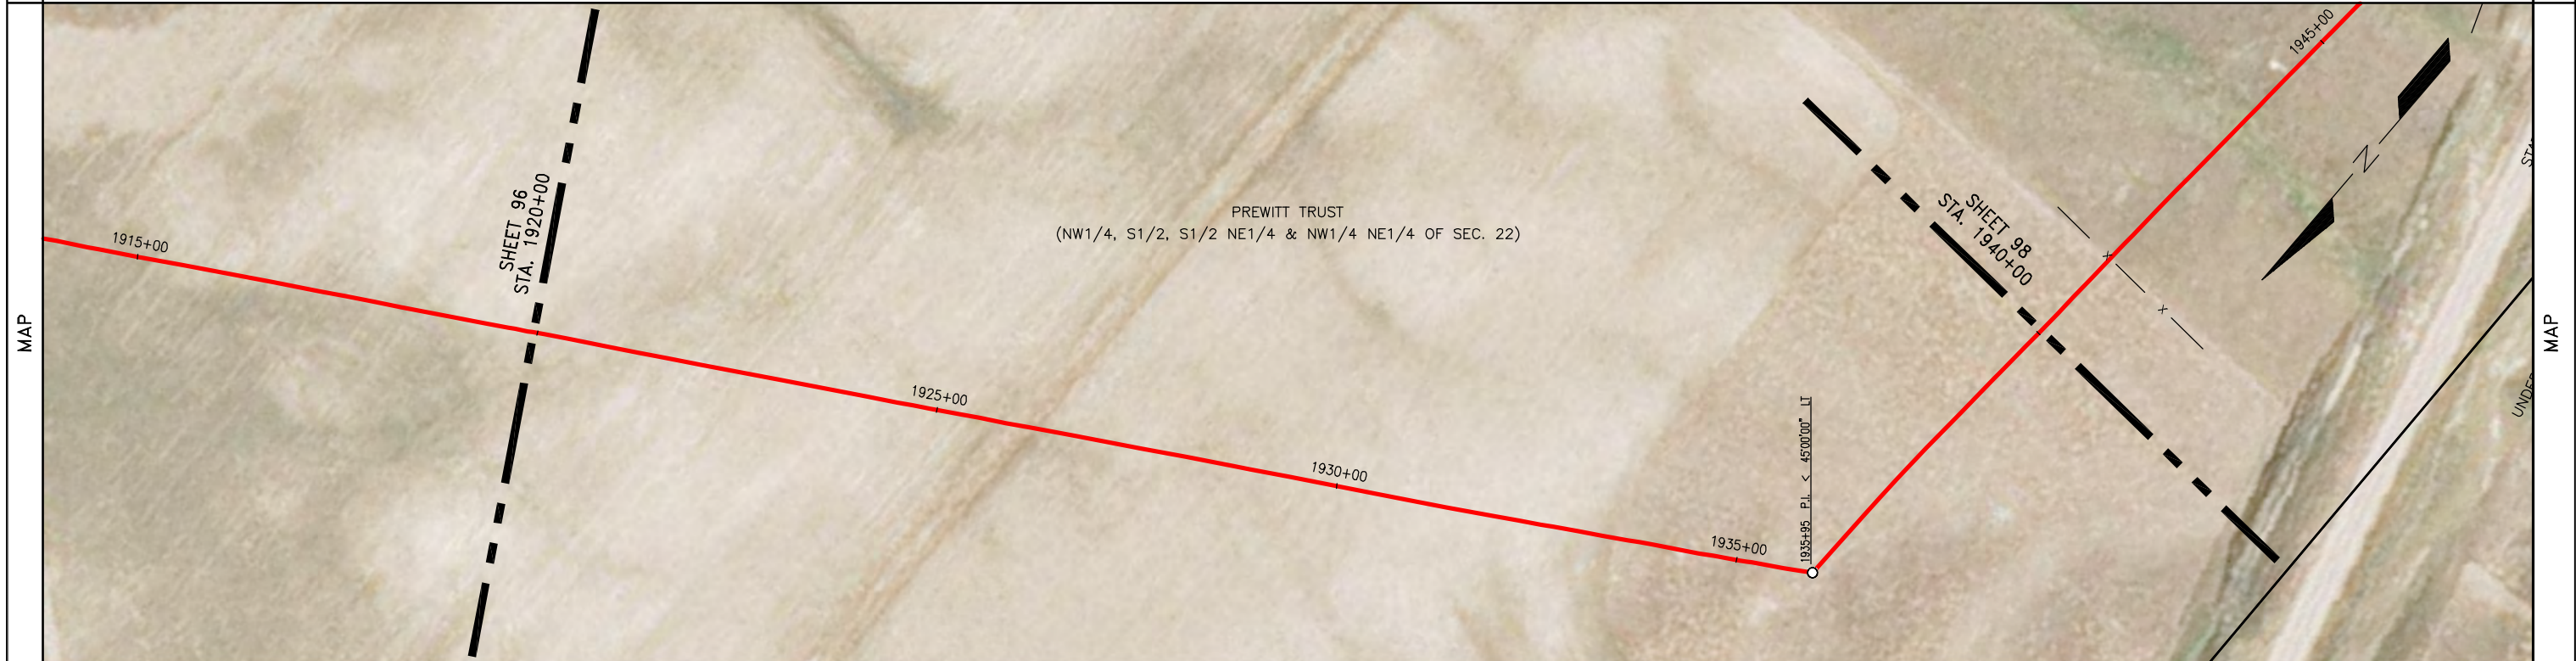 MAP
1915+00
SHEET 96
STA. 1920+00
PREWITT TRUST
(NW1/4, S1/2, S1/2 NE1/4 & NW1/4 NE1/4 OF SEC. 22)
1925+00
1930+00
1935+00
1935+95 P.I. < 45°00'00" LT
SHEET 98
STA. 1940+00
x
x
1945+00
N
MAP